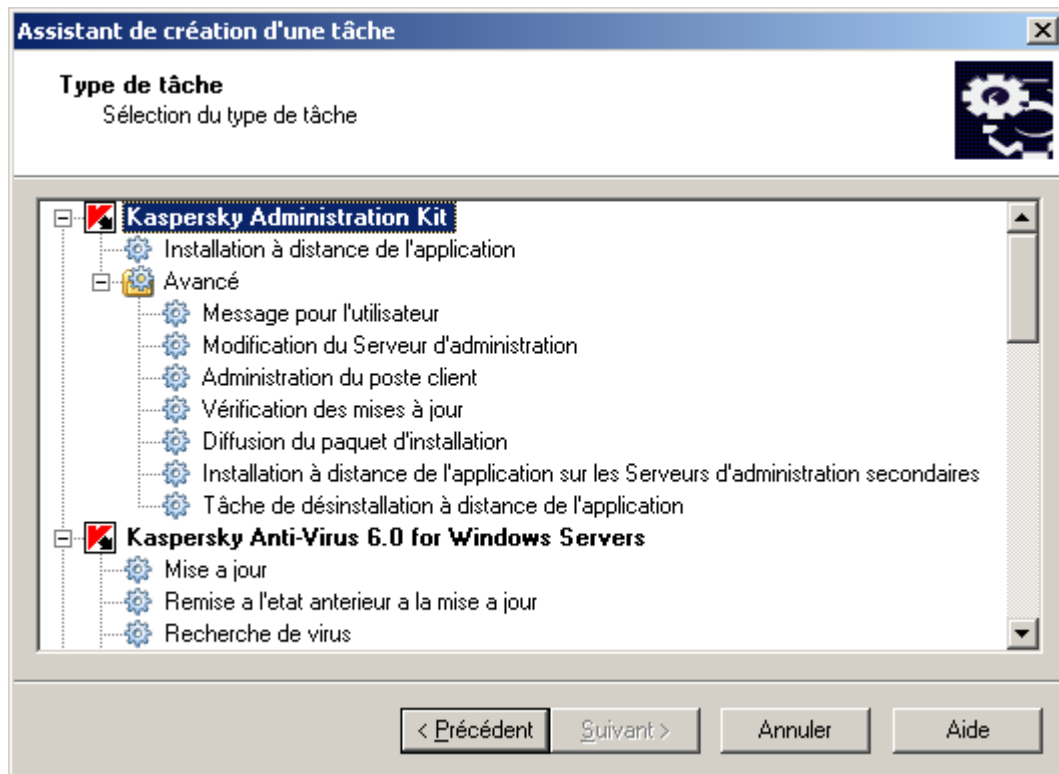 Assistant de création d'une tâche
Type de tâche
Sélection du type de tâche
Kaspersky Administration Kit
Installation à distance de l'application
Avancé
Message pour l'utilisateur
Modification du Serveur d'administration
Administration du poste client
Vérification des mises à jour
Diffusion du paquet d'installation
Installation à distance de l'application sur les Serveurs d'administration secondaires
Tâche de désinstallation à distance de l'application
Kaspersky Anti-Virus 6.0 for Windows Servers
Mise a jour
Remise a l'etat anterieur a la mise a jour
Recherche de virus
< Précédent
Suivant >
Annuler
Aide